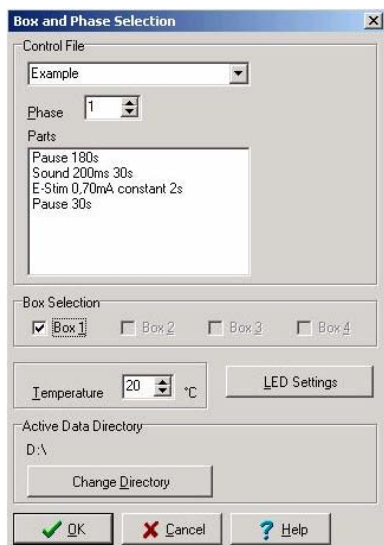 Box and Phase Selection
Control File
Example
Phase 1
Parts
Pause 180s
Sound 200ms 30s
E-Stim 0,70mA constant 2s
Pause 30s
Box Selection
Box 1 Box 2 Box 3 Box 4
Temperature 20 °C LED Settings
Active Data Directory
D:\
Change Directory
OK Cancel ? Help